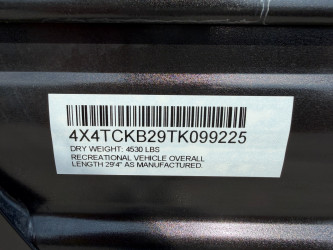 4X4TCKB29TK099225
DRY WEIGHT: 4530 LBS
RECREATIONAL VEHICLE OVERALL
LENGTH 29'4" AS MANUFACTURED.